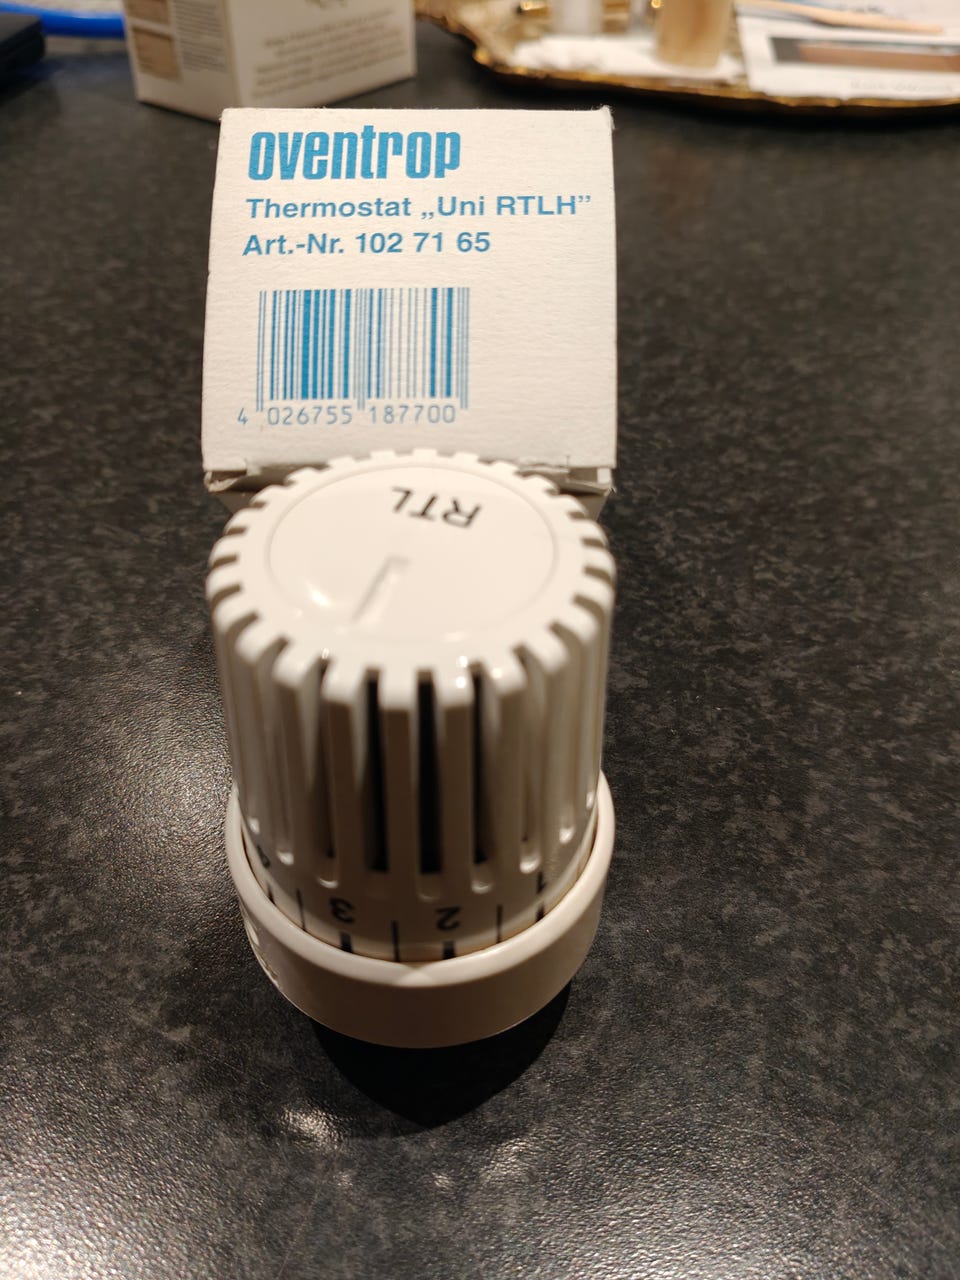 oventrop
Thermostat „Uni RTLH”
Art.-Nr. 102 71 65
4 026755 187700
RTL
3 2 1